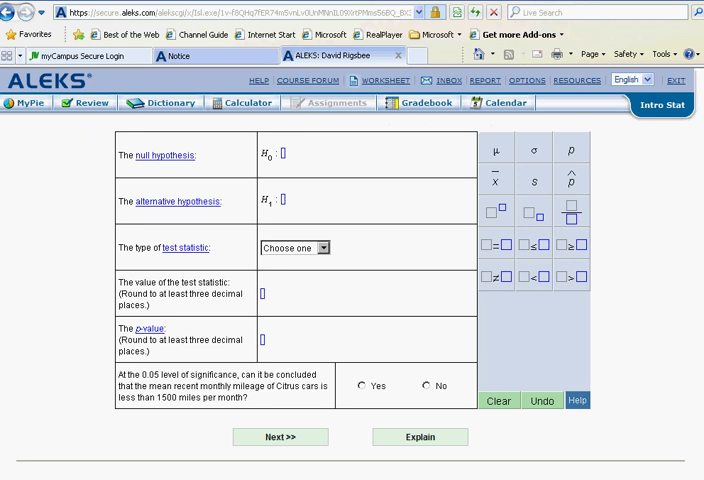 https://secure.aleks.com/alekscgi/x/Isl.exe/
Live Search
Favorites
Best of the Web
Channel Guide
Internet Start
Microsoft
RealPlayer
Microsoft
Get more Add-ons
myCampus Secure Login
Notice
ALEKS: David Rigsbee
Page
Safety
Tools
ALEKS®
HELP
COURSE FORUM
WORKSHEET
INBOX
REPORT
OPTIONS
RESOURCES
English
EXIT
MyPie
Review
Dictionary
Calculator
Assignments
Gradebook
Calendar
Intro Stat
The null hypothesis:
H0 :
The alternative hypothesis:
H1 :
The type of test statistic:
Choose one
The value of the test statistic:
(Round to at least three decimal
places.)
The p-value:
(Round to at least three decimal
places.)
At the 0.05 level of significance, can it be concluded
that the mean recent monthly mileage of Citrus cars is
less than 1500 miles per month?
Yes
No
μ σ p
x̄ s p̂
= ≤ ≥
≠ < >
Clear
Undo
Help
Next >>
Explain